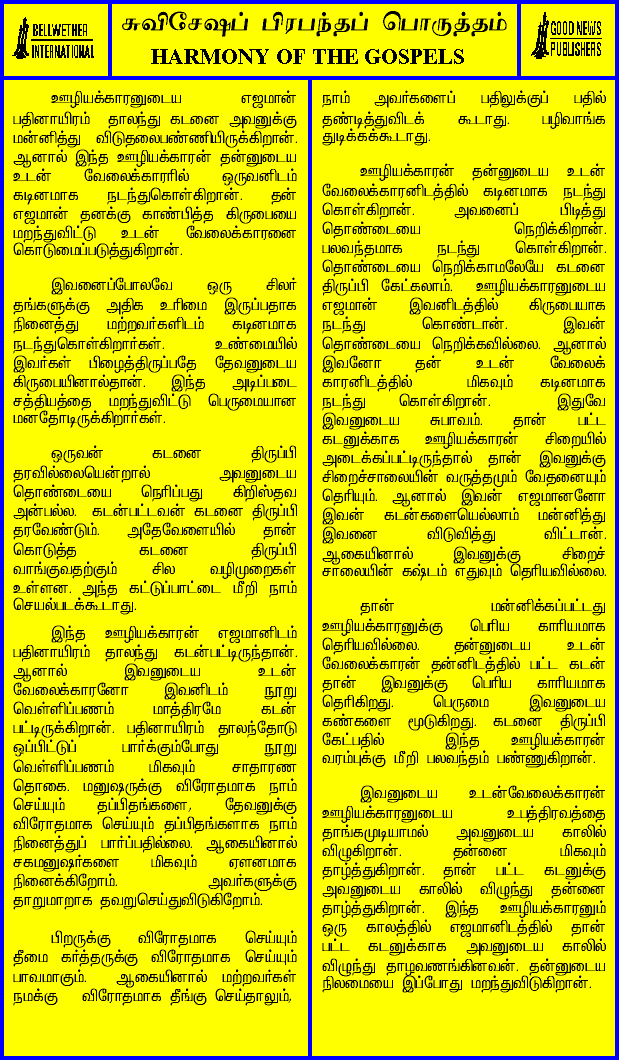 BELLWETHER
INTERNATIONAL
சுவிசேஷப் பிரபந்தப் பொருத்தம்
HARMONY OF THE GOSPELS
GOOD NEWS
PUBLISHERS
ஊழியக்காரனுடைய எஜமான்
பதினாயிரம் தாலந்து கடனை அவனுக்கு
மன்னித்து விடுதலைபண்ணியிருக்கிறான்.
ஆனால் இந்த ஊழியக்காரன் தன்னுடைய
உடன் வேலைக்காரரில் ஒருவனிடம்
கடினமாக நடந்துகொள்கிறான். தன்
எஜமான் தனக்கு காண்பித்த கிருபையை
மறந்துவிட்டு உடன் வேலைக்காரனை
கொடுமைப்படுத்துகிறான்.
இவனைப்போலவே ஒரு சிலர்
தங்களுக்கு அதிக உரிமை இருப்பதாக
நினைத்து மற்றவர்களிடம் கடினமாக
நடந்துகொள்கிறார்கள். உண்மையில்
இவர்கள் பிழைத்திருப்பதே தேவனுடைய
கிருபையினால்தான். இந்த அடிப்படை
சத்தியத்தை மறந்துவிட்டு பெருமையான
மனதோடிருக்கிறார்கள்.
ஒருவன் கடனை திருப்பி
தரவில்லையென்றால் அவனுடைய
தொண்டையை நெரிப்பது கிறிஸ்தவ
அன்பல்ல. கடன்பட்டவன் கடனை திருப்பி
தரவேண்டும். அதேவேளையில் தான்
கொடுத்த கடனை திருப்பி
வாங்குவதற்கும் சில வழிமுறைகள்
உள்ளன. அந்த கட்டுப்பாட்டை மீறி நாம்
செயல்படக்கூடாது.
இந்த ஊழியக்காரன் எஜமானிடம்
பதினாயிரம் தாலந்து கடன்பட்டிருந்தான்.
ஆனால் இவனுடைய உடன்
வேலைக்காரனோ இவனிடம் நூறு
வெள்ளிப்பணம் மாத்திரமே கடன்
பட்டிருக்கிறான். பதினாயிரம் தாலந்தோடு
ஒப்பிட்டுப் பார்க்கும்போது நூறு
வெள்ளிப்பணம் மிகவும் சாதாரண
தொகை. மனுஷருக்கு விரோதமாக நாம்
செய்யும் தப்பிதங்களை, தேவனுக்கு
விரோதமாக செய்யும் தப்பிதங்களாக நாம்
நினைத்துப் பார்ப்பதில்லை. ஆகையினால்
சகமனுஷர்களை மிகவும் ஏளனமாக
நினைக்கிறோம். அவர்களுக்கு
தாறுமாறாக தவறுசெய்துவிடுகிறோம்.
பிறருக்கு விரோதமாக செய்யும்
தீமை கர்த்தருக்கு விரோதமாக செய்யும்
பாவமாகும். ஆகையினால் மற்றவர்கள்
நமக்கு விரோதமாக தீங்கு செய்தாலும்,
நாம் அவர்களைப் பதிலுக்குப் பதில்
தண்டித்துவிடக் கூடாது. பழிவாங்க
துடிக்கக்கூடாது.
ஊழியக்காரன் தன்னுடைய உடன்
வேலைக்காரனிடத்தில் கடினமாக நடந்து
கொள்கிறான். அவனைப் பிடித்து
தொண்டையை நெறிக்கிறான்.
பலவந்தமாக நடந்து கொள்கிறான்.
தொண்டையை நெறிக்காமலேயே கடனை
திருப்பி கேட்கலாம். ஊழியக்காரனுடைய
எஜமான் இவனிடத்தில் கிருபையாக
நடந்து கொண்டான். இவன்
தொண்டையை நெறிக்கவில்லை. ஆனால்
இவனோ தன் உடன் வேலைக்
காரனிடத்தில் மிகவும் கடினமாக
நடந்து கொள்கிறான். இதுவே
இவனுடைய சுபாவம். தான் பட்ட
கடனுக்காக ஊழியக்காரன் சிறையில்
அடைக்கப்பட்டிருந்தால் தான் இவனுக்கு
சிறைச்சாலையின் வருத்தமும் வேதனையும்
தெரியும். ஆனால் இவன் எஜமானனோ
இவன் கடன்களையெல்லாம் மன்னித்து
இவனை விடுவித்து விட்டான்.
ஆகையினால் இவனுக்கு சிறைச்
சாலையின் கஷ்டம் எதுவும் தெரியவில்லை.
தான் மன்னிக்கப்பட்டது
ஊழியக்காரனுக்கு பெரிய காரியமாக
தெரியவில்லை. தன்னுடைய உடன்
வேலைக்காரன் தன்னிடத்தில் பட்ட கடன்
தான் இவனுக்கு பெரிய காரியமாக
தெரிகிறது. பெருமை இவனுடைய
கண்களை மூடுகிறது. கடனை திருப்பி
கேட்பதில் இந்த ஊழியக்காரன்
வரம்புக்கு மீறி பலவந்தம் பண்ணுகிறான்.
இவனுடைய உடன்வேலைக்காரன்
ஊழியக்காரனுடைய உபத்திரவத்தை
தாங்கமுடியாமல் அவனுடைய காலில்
விழுகிறான். தன்னை மிகவும்
தாழ்த்துகிறான். தான் பட்ட கடனுக்கு
அவனுடைய காலில் விழுந்து தன்னை
தாழ்த்துகிறான். இந்த ஊழியக்காரனும்
ஒரு காலத்தில் எஜமானிடத்தில் தான்
பட்ட கடனுக்காக அவனுடைய காலில்
விழுந்து தாழவணங்கினவன். தன்னுடைய
நிலமையை இப்போது மறந்துவிடுகிறான்.